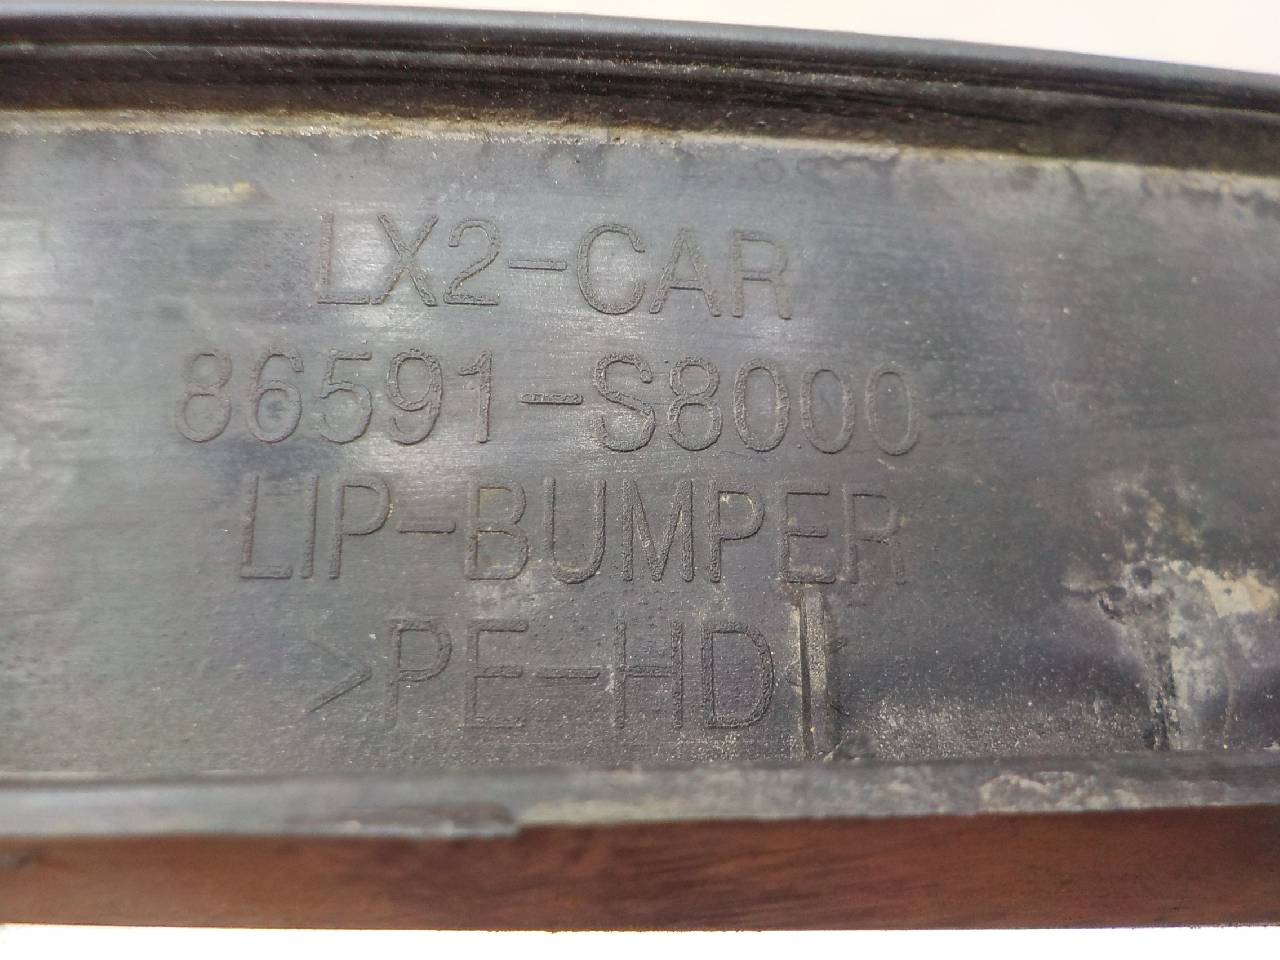 LX2-CAR
86591-S8000
LIP-BUMPER
>PE-HD<